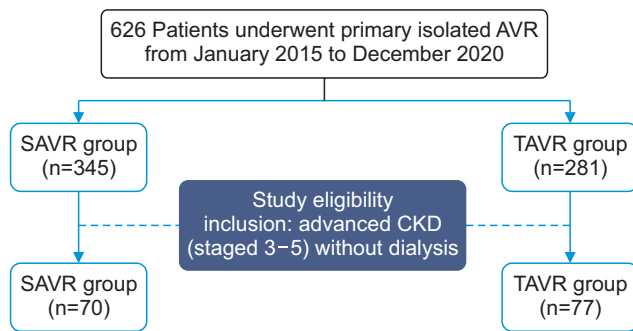 626 Patients underwent primary isolated AVR
from January 2015 to December 2020
SAVR group
(n=345)
TAVR group
(n=281)
Study eligibility
inclusion: advanced CKD
(staged 3−5) without dialysis
SAVR group
(n=70)
TAVR group
(n=77)